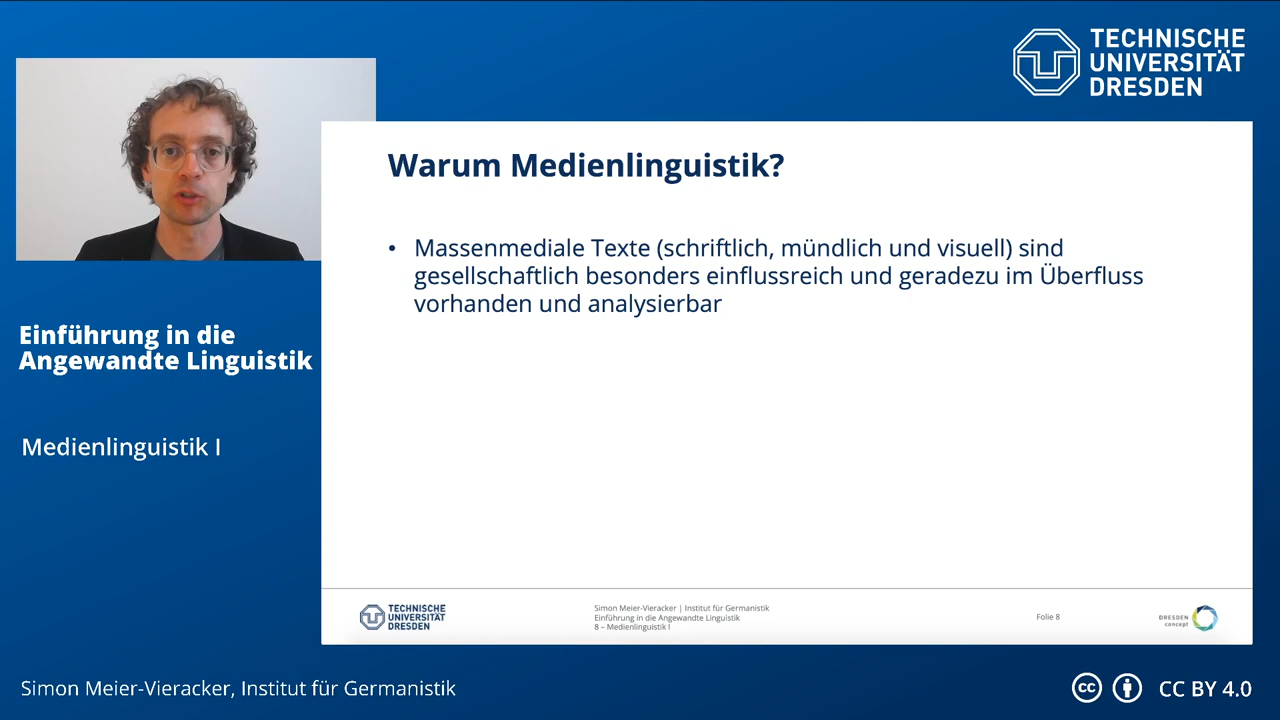 TECHNISCHE
UNIVERSITÄT
DRESDEN
Warum Medienlinguistik?
• Massenmediale Texte (schriftlich, mündlich und visuell) sind
gesellschaftlich besonders einflussreich und geradezu im Überfluss
vorhanden und analysierbar
Einführung in die
Angewandte Linguistik
Medienlinguistik I
TECHNISCHE
UNIVERSITÄT
DRESDEN
Simon Meier-Vieracker | Institut für Germanistik
Einführung in die Angewandte Linguistik
8 – Medienlinguistik I
Folie 8
DRESDEN
concept
Simon Meier-Vieracker, Institut für Germanistik
cc CC BY 4.0